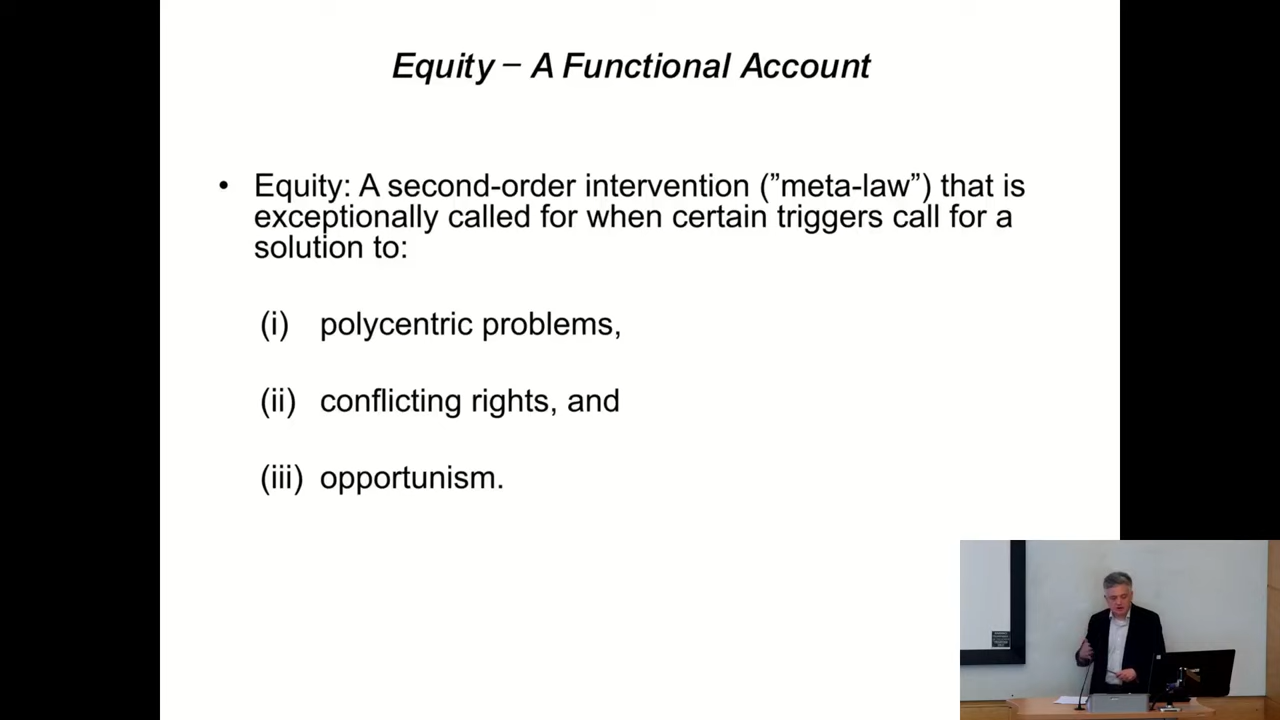 Equity – A Functional Account
• Equity: A second-order intervention (”meta-law”) that is
exceptionally called for when certain triggers call for a
solution to:
(i) polycentric problems,
(ii) conflicting rights, and
(iii) opportunism.